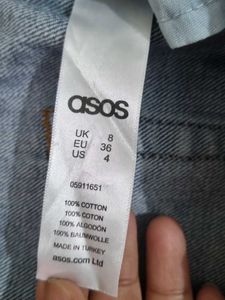 asos
UK 8
EU 36
US 4
05911651
100% COTTON
100% COTON
100% ALGODÓN
100% BAUMWOLLE
MADE IN TURKEY
asos.com Ltd